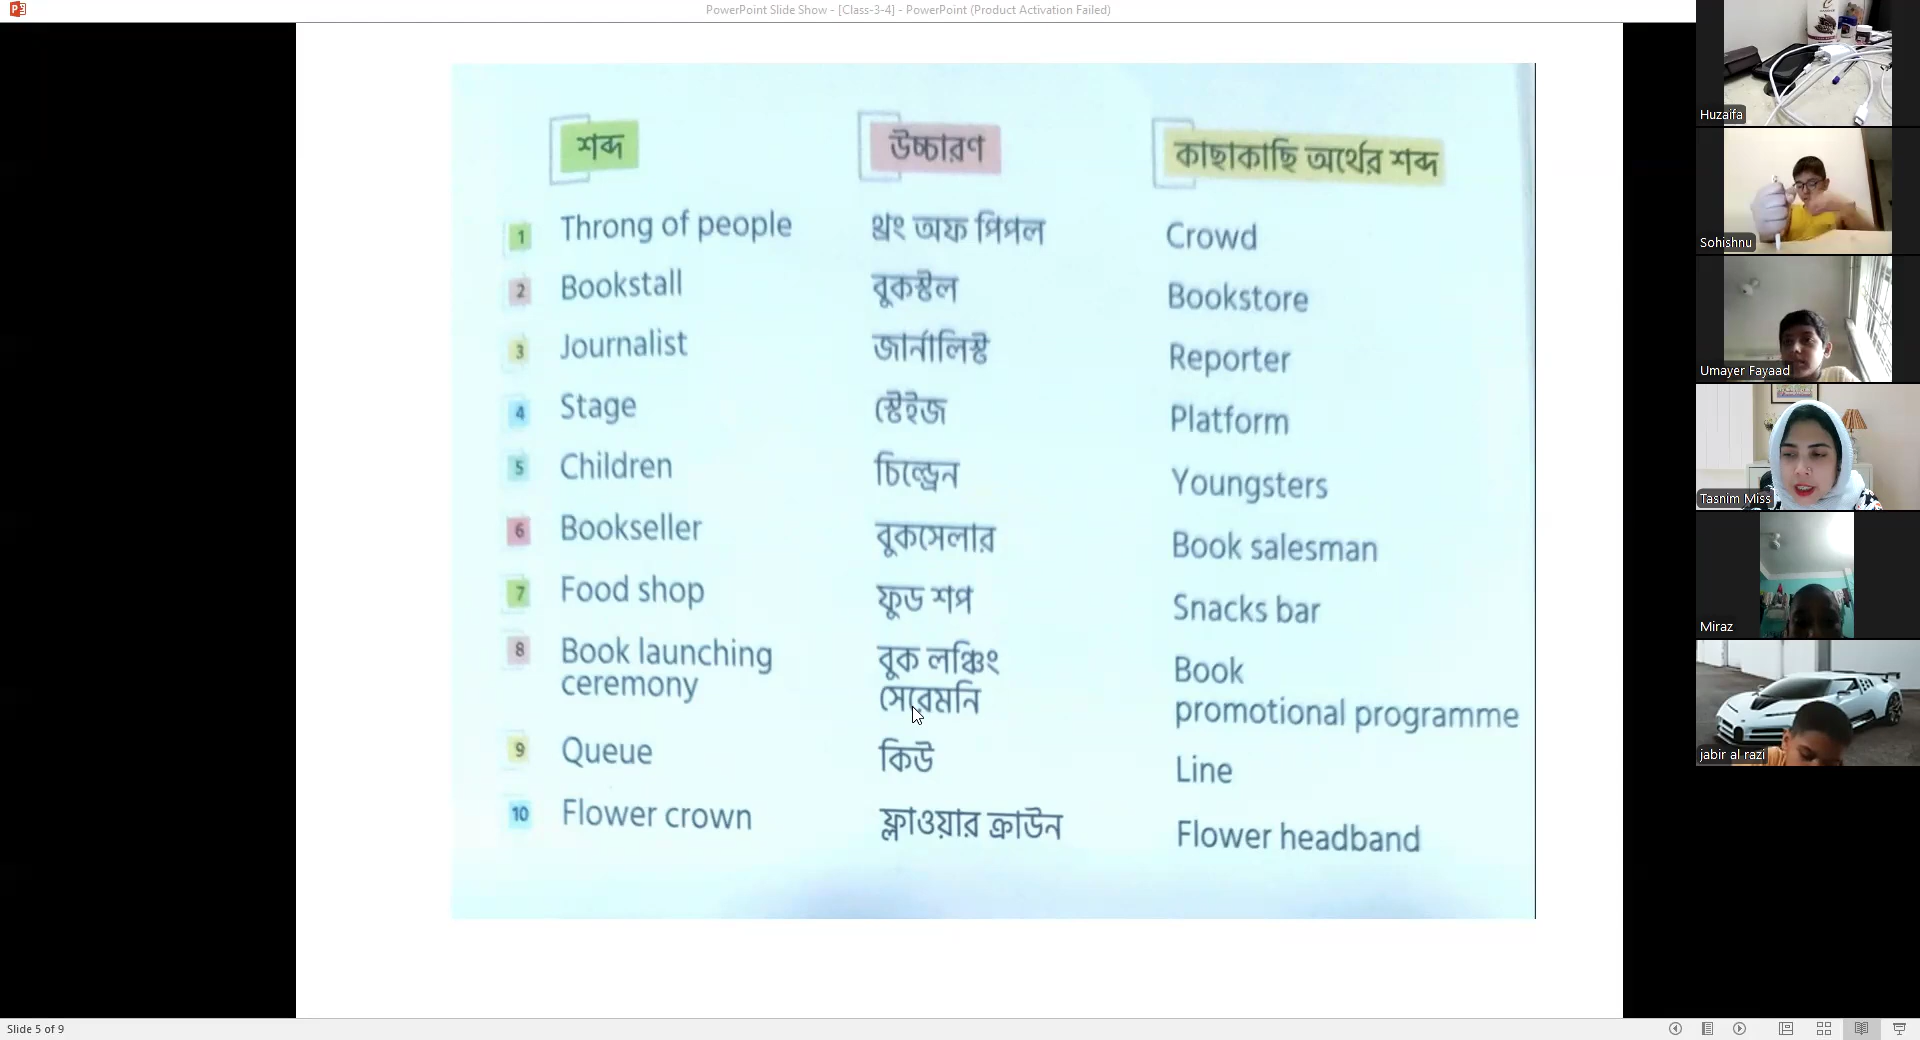 PowerPoint Slide Show - [Class-3-4] - PowerPoint (Product Activation Failed)
শব্দ উচ্চারণ কাছাকাছি অর্থের শব্দ
1 Throng of people থ্রং অফ পিপল Crowd
2 Bookstall বুকস্টল Bookstore
3 Journalist জার্নালিস্ট Reporter
4 Stage স্টেইজ Platform
5 Children চিল্ড্রেন Youngsters
6 Bookseller বুকসেলার Book salesman
7 Food shop ফুড শপ Snacks bar
8 Book launching বুক লঞ্চিং Book
ceremony সেরেমনি promotional programme
9 Queue কিউ Line
10 Flower crown ফ্লাওয়ার ক্রাউন Flower headband
Huzaifa
Sohishnu
Umayer Fayaad
Tasnim Miss
Miraz
jabir al razi
Slide 5 of 9